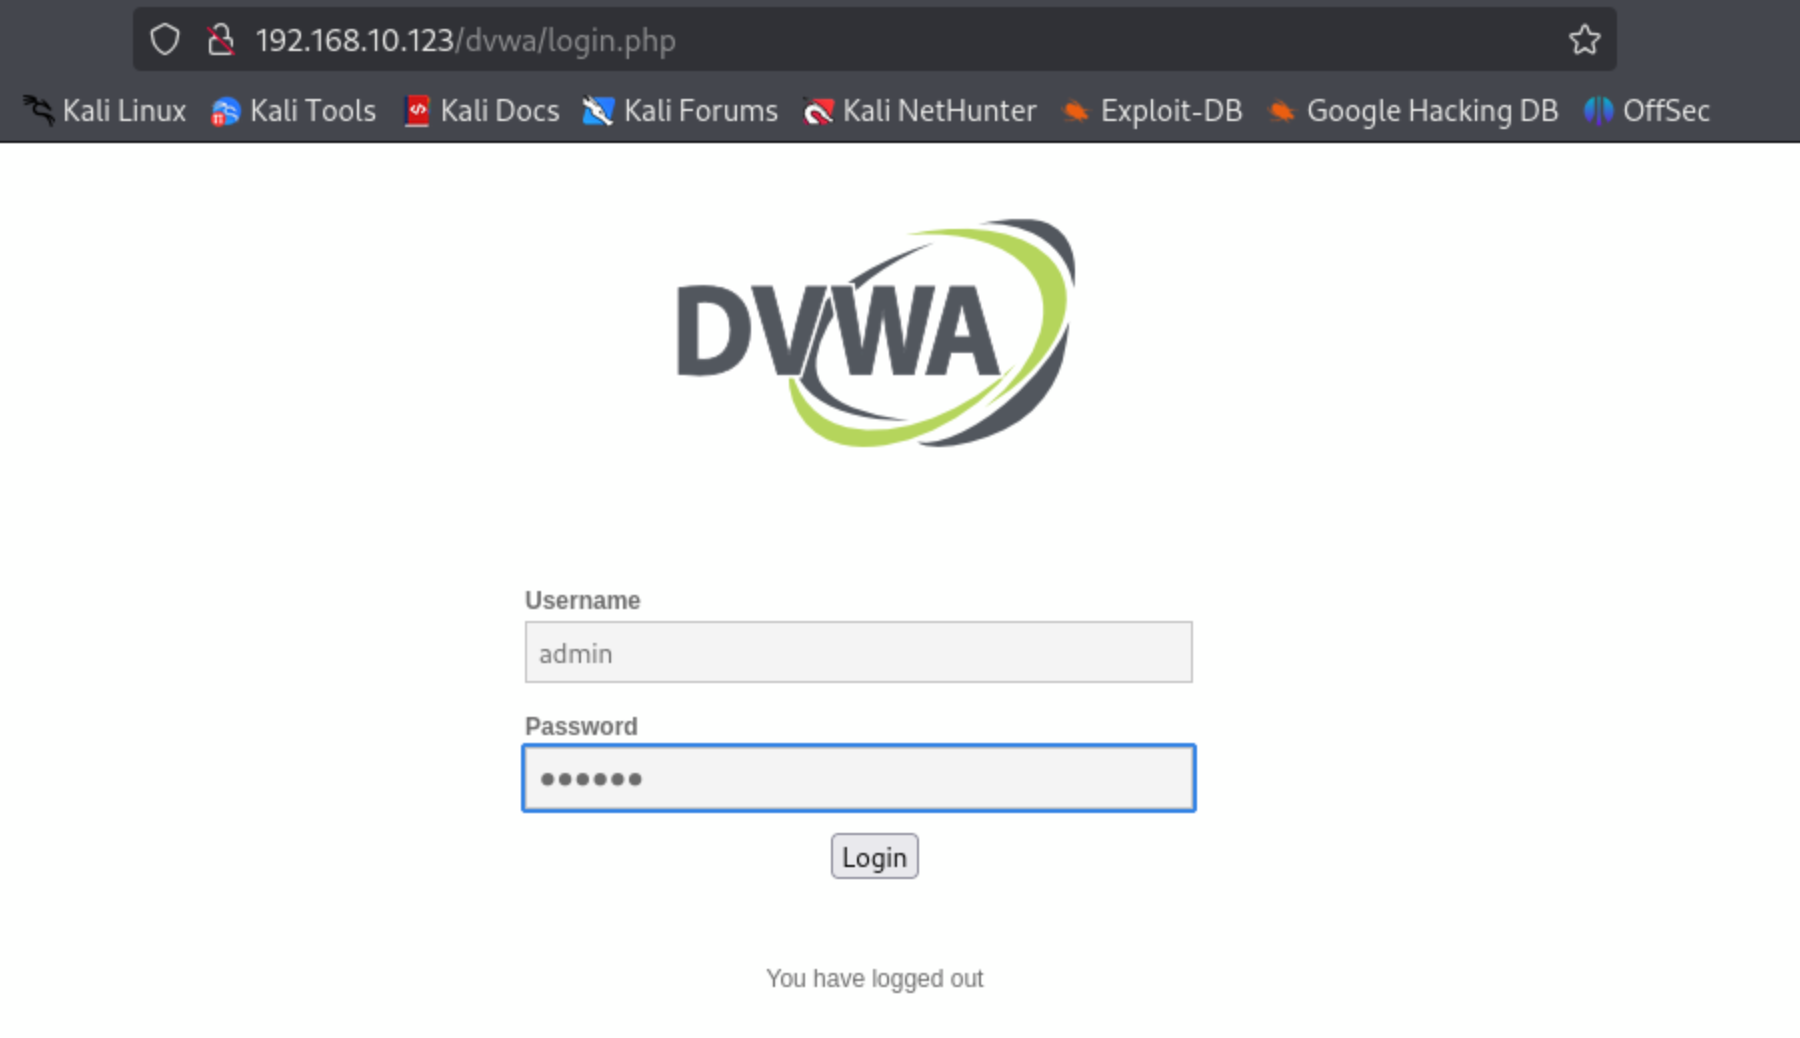 192.168.10.123/dvwa/login.php
Kali Linux Kali Tools Kali Docs Kali Forums Kali NetHunter Exploit-DB Google Hacking DB OffSec
DVWA
Username
admin
Password
••••••
Login
You have logged out